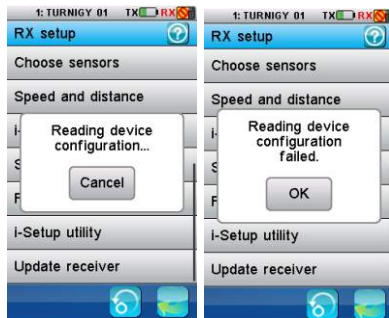 1: TURNIGY 01 TX RX
RX setup ?
Choose sensors
Speed and distance
i-
Reading device
configuration...
S
Cancel
F
i-Setup utility
Update receiver
1: TURNIGY 01 TX RX
RX setup ?
Choose sensors
Speed and distance
i-
Reading device
configuration
failed.
S
OK
F
i-Setup utility
Update receiver